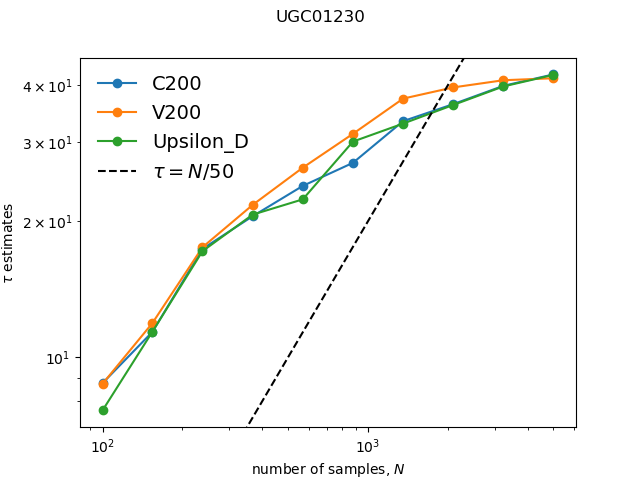 UGC01230
C200
V200
Upsilon_D
τ = N/50
4 × 10¹
3 × 10¹
2 × 10¹
10¹
τ estimates
10² 10³
number of samples, N